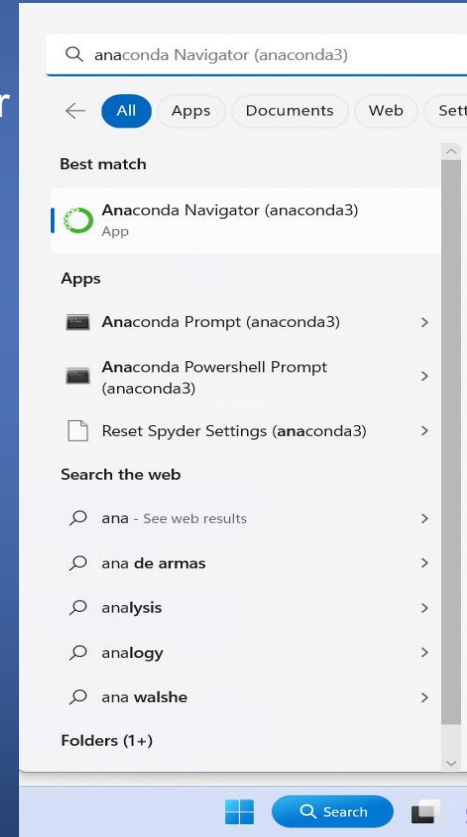 r
anaconda Navigator (anaconda3)
All Apps Documents Web Sett
Best match
Anaconda Navigator (anaconda3)
App
Apps
Anaconda Prompt (anaconda3)
Anaconda Powershell Prompt
(anaconda3)
Reset Spyder Settings (anaconda3)
Search the web
ana - See web results
ana de armas
analysis
analogy
ana walshe
Folders (1+)
Search